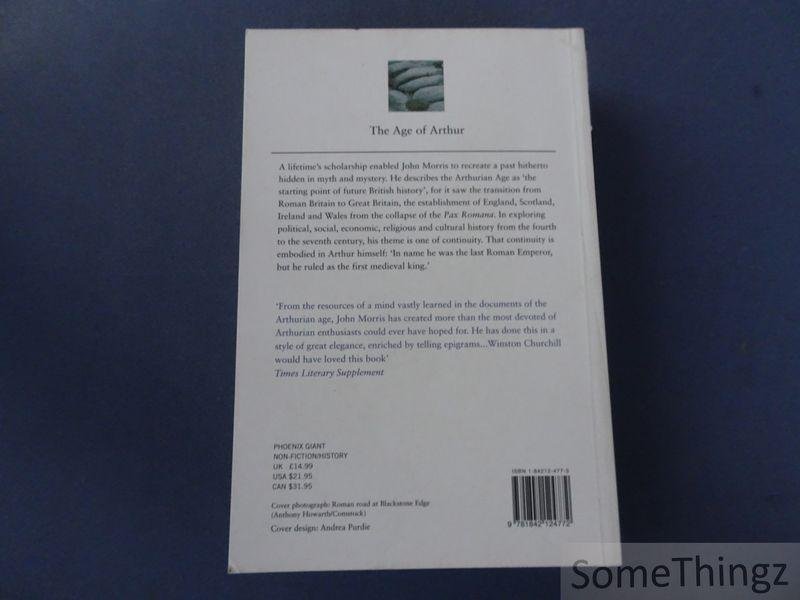 The Age of Arthur
A lifetime's scholarship enabled John Morris to recreate a past hitherto
hidden in myth and mystery. He describes the Arthurian Age as 'the
starting point of future British history', for it saw the transition from
Roman Britain to Great Britain, the establishment of England, Scotland,
Ireland and Wales from the collapse of the Pax Romana. In exploring
political, social, economic, religious and cultural history from the fourth
to the seventh century, his theme is one of continuity. That continuity is
embodied in Arthur himself: 'In name he was the last Roman Emperor,
but he ruled as the first medieval king.'
'From the resources of a mind vastly learned in the documents of the
Arthurian age, John Morris has created more than the most devoted of
Arthurian enthusiasts could ever have hoped for. He has done this in a
style of great elegance, enriched by telling epigrams...Winston Churchill
would have loved this book'
Times Literary Supplement
PHOENIX GIANT
NON-FICTION/HISTORY
UK £14.99
USA $21.95
CAN $31.95
Cover photograph: Roman road at Blackstone Edge
(Anthony Howarth/Comstock)
Cover design: Andrea Purdie
ISBN 1-84212-477-5
9 781842 124772
SomeThingz